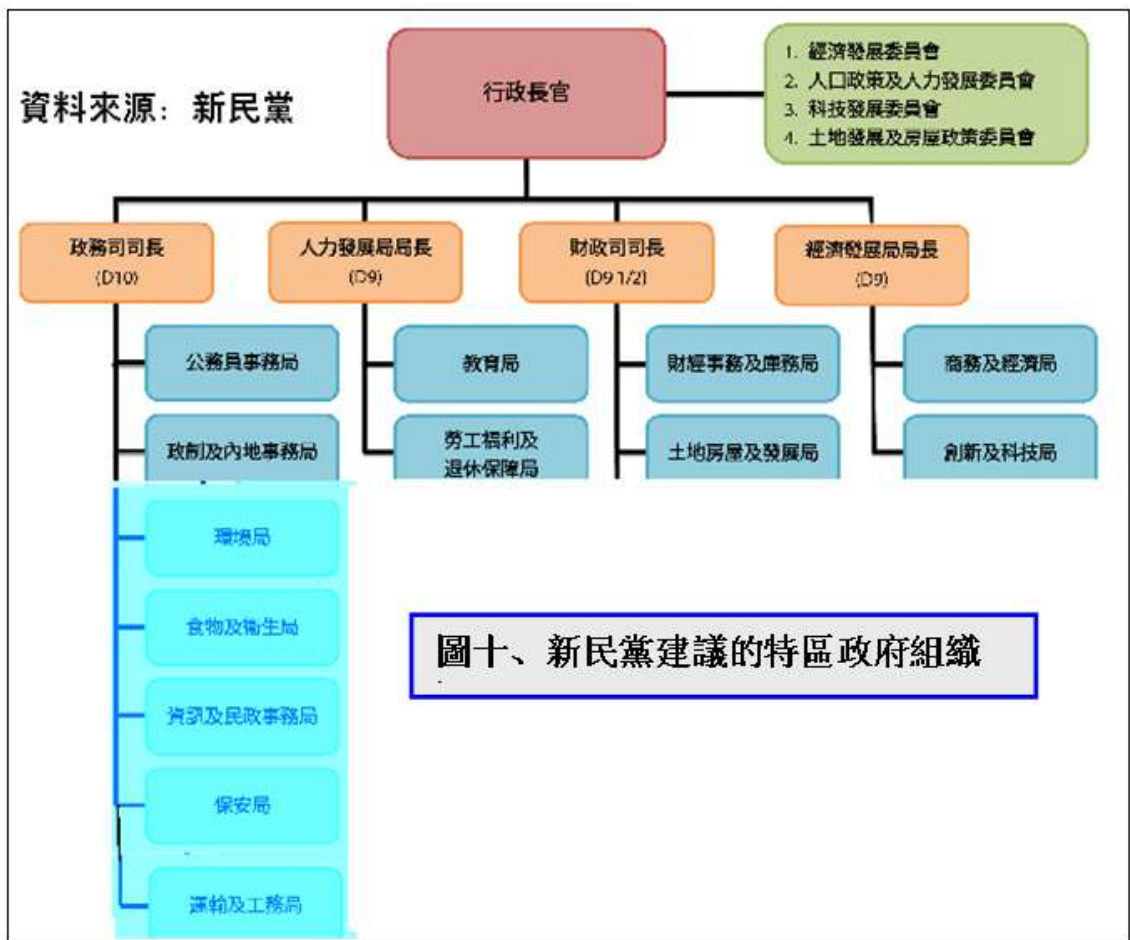 資料來源: 新民黨
行政長官
1. 經濟發展委員會
2. 人口政策及人力發展委員會
3. 科技發展委員會
4. 土地發展及房屋政策委員會
政務司司長
(D10)
人力發展局局長
(D9)
財政司司長
(D9 1/2)
經濟發展局局長
(D9)
公務員事務局
教育局
財經事務及庫務局
商務及經濟局
政制及內地事務局
勞工福利及
退休保障局
土地房屋及發展局
創新及科技局
環境局
食物及衞生局
資訊及民政事務局
保安局
運輸及工務局
圖十、新民黨建議的特區政府組織